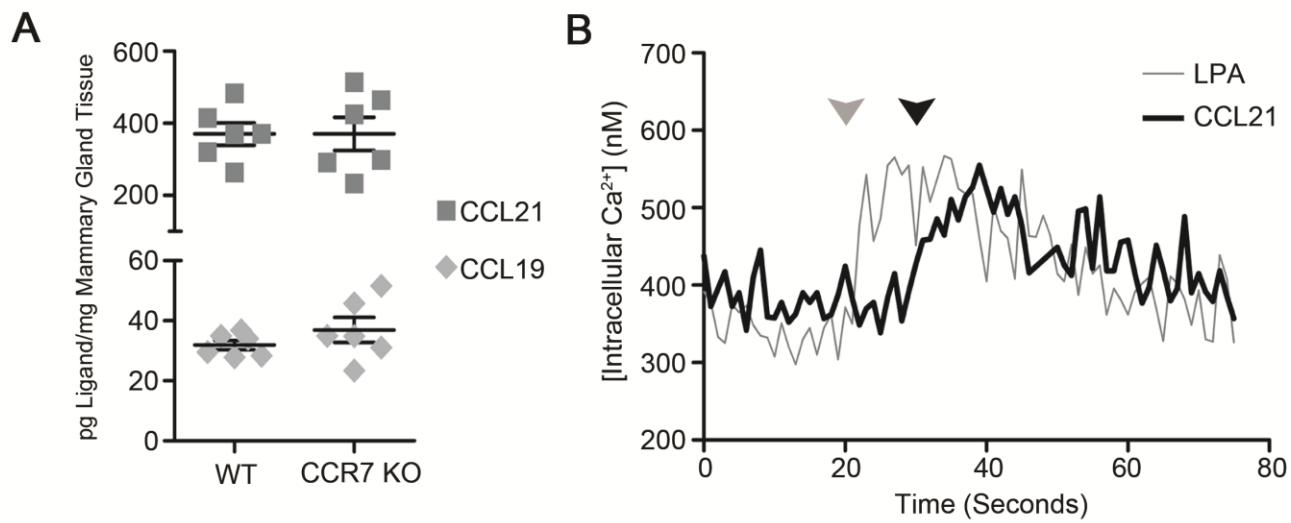 A
pg Ligand/mg Mammary Gland Tissue
600
400
200
60
40
20
0
WT
CCR7 KO
CCL21
CCL19
B
[Intracellular Ca²⁺] (nM)
700
600
500
400
300
200
0
20
40
60
80
Time (Seconds)
LPA
CCL21